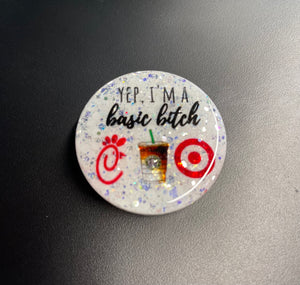 YEP, I'M A
basic bitch